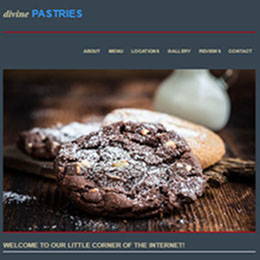 divine PASTRIES
ABOUT MENU LOCATIONS GALLERY REVIEWS CONTACT
WELCOME TO OUR LITTLE CORNER OF THE INTERNET!